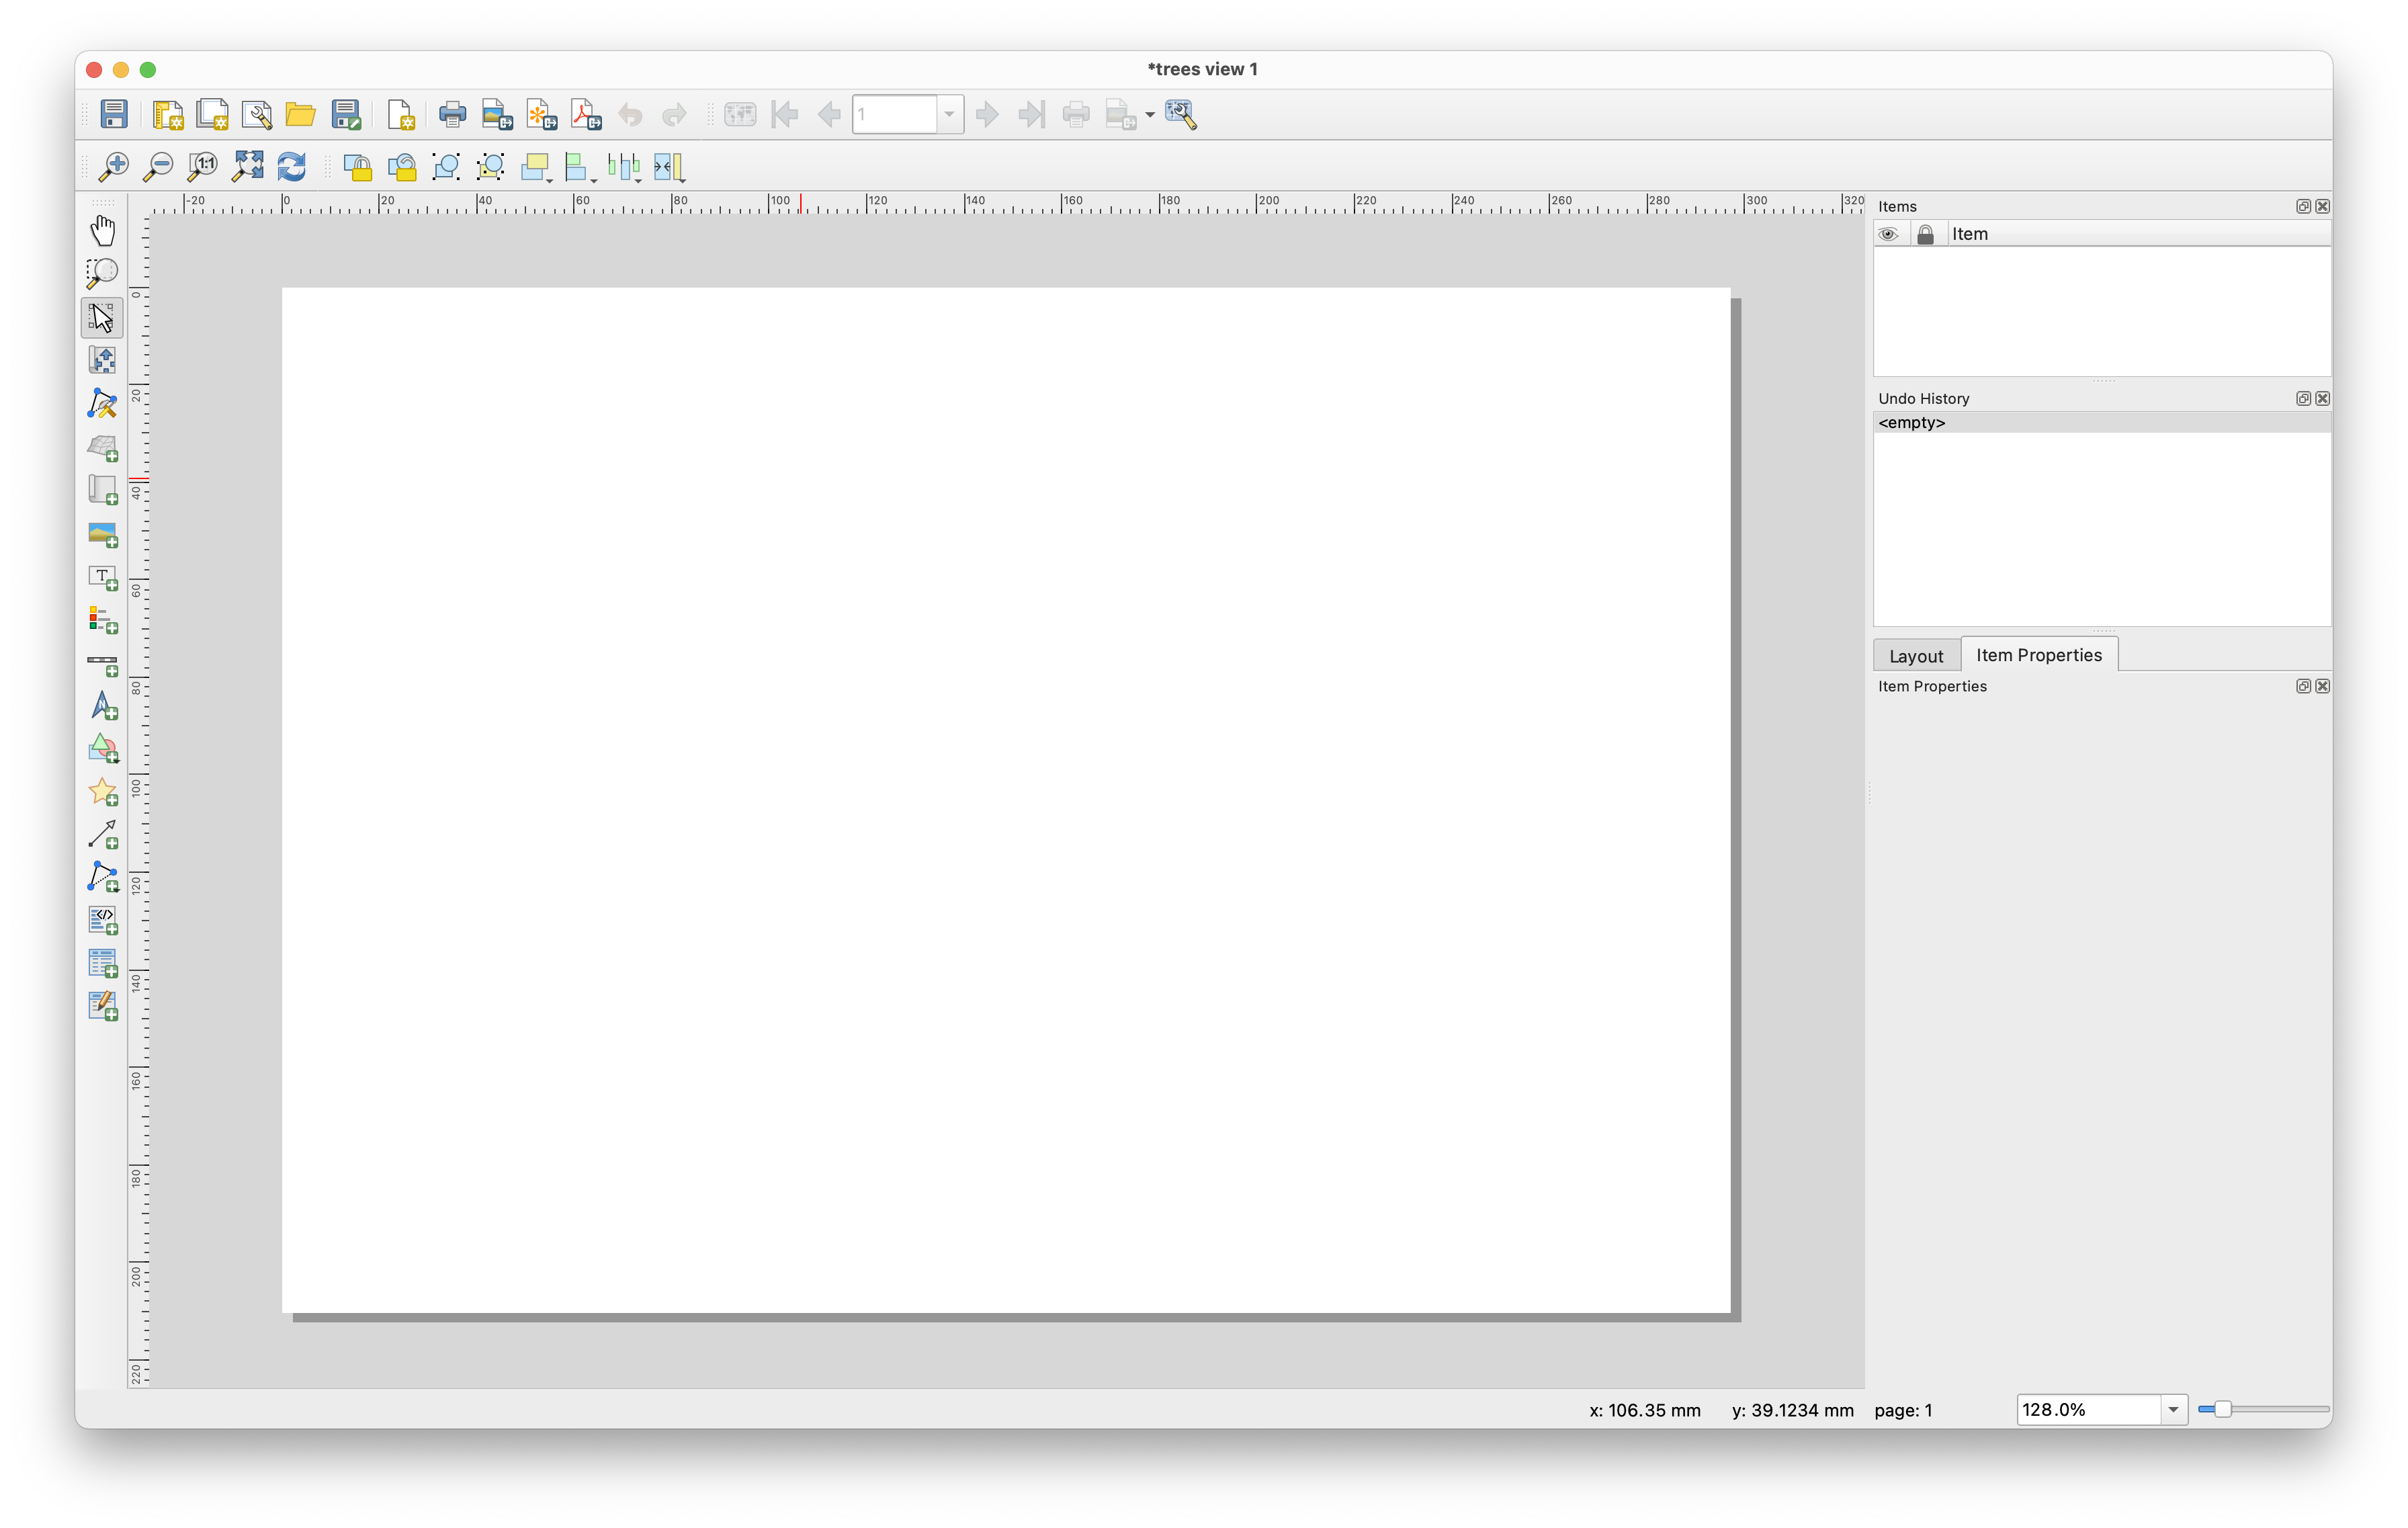 *trees view 1
1
1:1
-20 0 20 40 60 80 100 120 140 160 180 200 220 240 260 280 300 320
Items
Item
0
20
40
60
80
100
120
140
160
180
200
220
T
N
</>
Undo History
<empty>
Layout Item Properties
Item Properties
x: 106.35 mm y: 39.1234 mm page: 1 128.0%